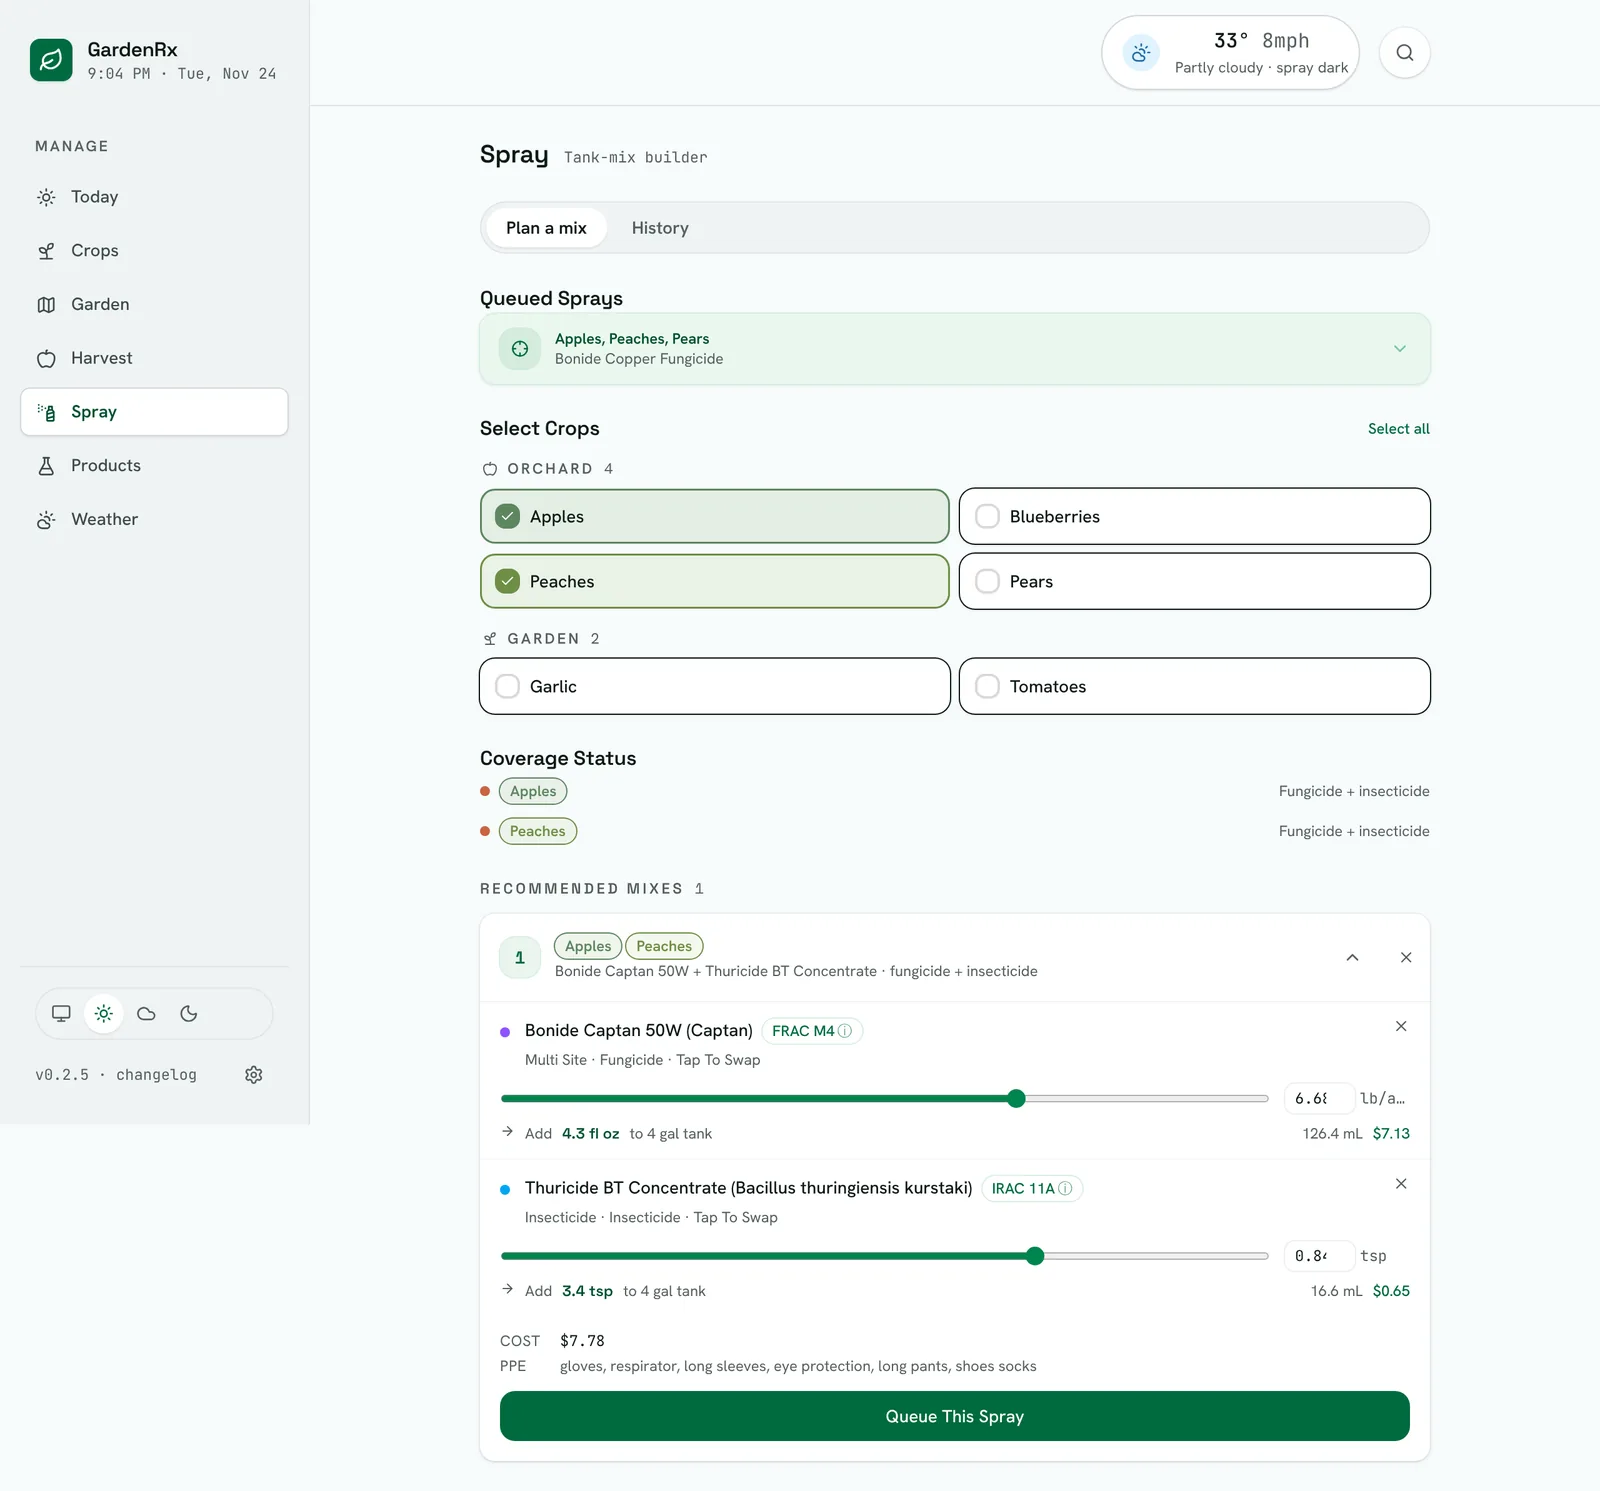 GardenRx
9:04 PM · Tue, Nov 24
MANAGE
Today
Crops
Garden
Harvest
Spray
Products
Weather
v0.2.5 · changelog
33° 8mph
Partly cloudy · spray dark
Spray Tank-mix builder
Plan a mix History
Queued Sprays
Apples, Peaches, Pears
Bonide Copper Fungicide
Select Crops Select all
ORCHARD 4
Apples Blueberries
Peaches Pears
GARDEN 2
Garlic Tomatoes
Coverage Status
Apples Fungicide + insecticide
Peaches Fungicide + insecticide
RECOMMENDED MIXES 1
1 Apples Peaches
Bonide Captan 50W + Thuricide BT Concentrate · fungicide + insecticide
Bonide Captan 50W (Captan) FRAC M4 ⓘ
Multi Site · Fungicide · Tap To Swap
6.68 lb/a…
→ Add 4.3 fl oz to 4 gal tank 126.4 mL $7.13
Thuricide BT Concentrate (Bacillus thuringiensis kurstaki) IRAC 11A ⓘ
Insecticide · Insecticide · Tap To Swap
0.84 tsp
→ Add 3.4 tsp to 4 gal tank 16.6 mL $0.65
COST $7.78
PPE gloves, respirator, long sleeves, eye protection, long pants, shoes socks
Queue This Spray